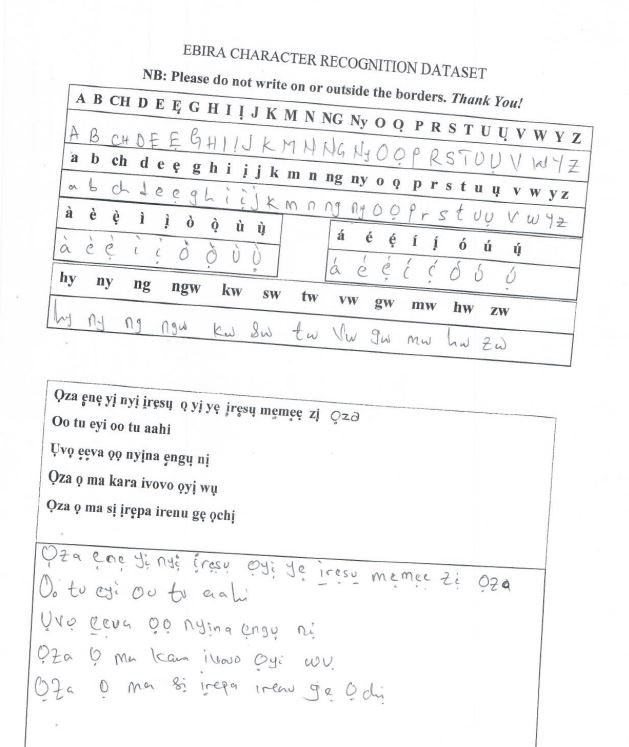 EBIRA CHARACTER RECOGNITION DATASET
NB: Please do not write on or outside the borders. Thank You!
A B CH D E Ẹ G H I Ị J K M N NG Ny O Ọ P R S T U Ụ V W Y Z
A B CH D E Ẹ G H I Ị J K M N NG Ny O Ọ P R S T U Ụ V W Y Z
a b ch d e ẹ g h i ị j k m n ng ny o ọ p r s t u ụ v w y z
a b ch d e ẹ g h i ị j k m n ng ny o ọ p r s t u ụ v w y z
à è ẹ̀ ì ị̀ ò ọ̀ ù ụ̀
à è ẹ̀ ì ị̀ ò ọ̀ ù ụ̀
á é ẹ́ í ị́ ó ú ụ́
á é ẹ́ í ị́ ó ú ụ́
hy ny ng ngw kw sw tw vw gw mw hw zw
hy ny ng ngw kw sw tw vw gw mw hw zw
Ọza ẹnẹ yị nyị ịrẹsụ ọ yị yẹ ịrẹsụ mẹmẹẹ zị ọza
Oo tu eyi oo tu aahi
Ụvọ ẹẹva ọọ nyịna ẹngụ nị
Ọza ọ ma kara ivovo ọyị wụ
Ọza ọ ma sị ịrẹpa irenu gẹ ọchị
Ọza ẹnẹ yị nyị ịrẹsụ ọyị yẹ ịrẹsụ mẹmẹẹ zị ọza
Oo tu eyi oo tu aahi
Ụvọ ẹẹva ọọ nyịna ẹngụ nị
Ọza ọ ma kara ivovo ọyị wụ
Ọza ọ ma sị ịrẹpa irenu gẹ ọchị